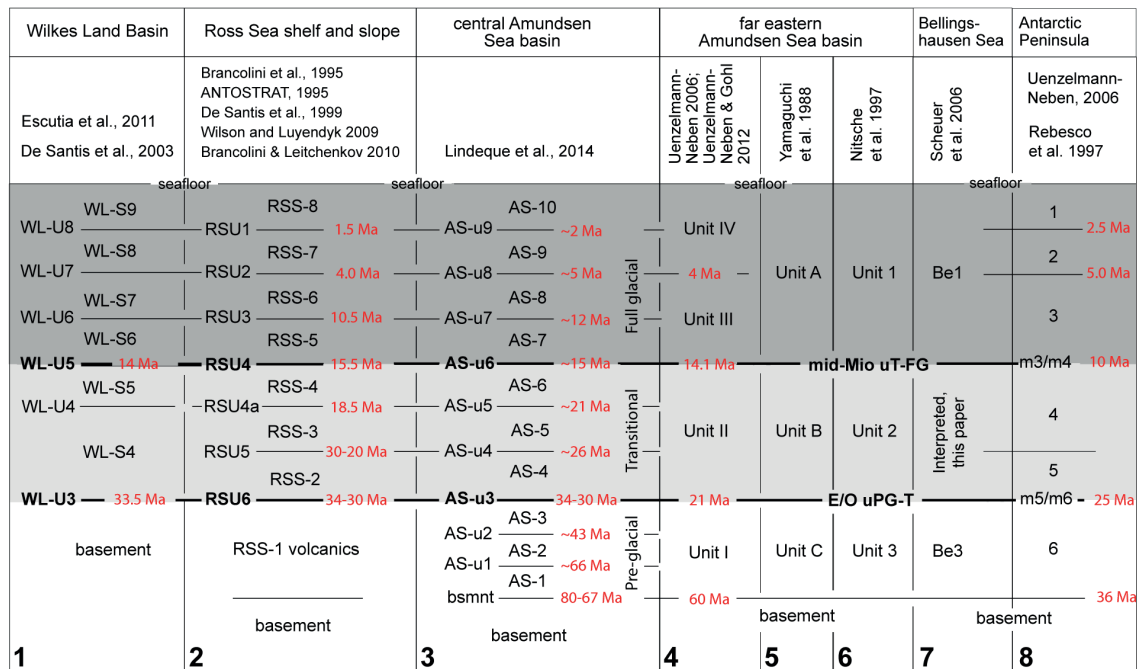 Wilkes Land Basin
Ross Sea shelf and slope
central Amundsen
Sea basin
far eastern
Amundsen Sea basin
Bellings-
hausen Sea
Antarctic
Peninsula
Escutia et al., 2011
De Santis et al., 2003
Brancolini et al., 1995
ANTOSTRAT, 1995
De Santis et al., 1999
Wilson and Luyendyk 2009
Brancolini & Leitchenkov 2010
Lindeque et al., 2014
Uenzelmann-
Neben 2006;
Uenzelmann-
Neben & Gohl
2012
Yamaguchi
et al. 1988
Nitsche
et al. 1997
Scheuer
et al. 2006
Uenzelmann-
Neben, 2006
Rebesco
et al. 1997
seafloor
seafloor
seafloor
seafloor
WL-S9
WL-U8
WL-S8
WL-U7
WL-S7
WL-U6
WL-S6
WL-U5 14 Ma
WL-S5
WL-U4
WL-S4
WL-U3 33.5 Ma
basement
1
RSS-8
RSU1 1.5 Ma
RSS-7
RSU2 4.0 Ma
RSS-6
RSU3 10.5 Ma
RSS-5
RSU4 15.5 Ma
RSS-4
RSU4a 18.5 Ma
RSS-3
RSU5 30-20 Ma
RSS-2
RSU6 34-30 Ma
RSS-1 volcanics
basement
2
AS-10
AS-u9 ~2 Ma
AS-9
AS-u8 ~5 Ma
AS-8
AS-u7 ~12 Ma
AS-7
AS-u6 ~15 Ma
AS-6
AS-u5 ~21 Ma
AS-5
AS-u4 ~26 Ma
AS-4
AS-u3 34-30 Ma
AS-3
AS-u2 ~43 Ma
AS-2
AS-u1 ~66 Ma
AS-1
bsmnt 80-67 Ma
basement
3
Full glacial
Transitional
Pre-glacial
Unit IV
4 Ma
Unit III
14.1 Ma
Unit II
21 Ma
Unit I
60 Ma
4
Unit A
Unit B
Unit C
5
Unit 1
mid-Mio uT-FG
Unit 2
E/O uPG-T
Unit 3
basement
6
Be1
Interpreted,
this paper
Be3
basement
7
1
2.5 Ma
2
5.0 Ma
3
m3/m4 10 Ma
4
5
m5/m6 25 Ma
6
36 Ma
8